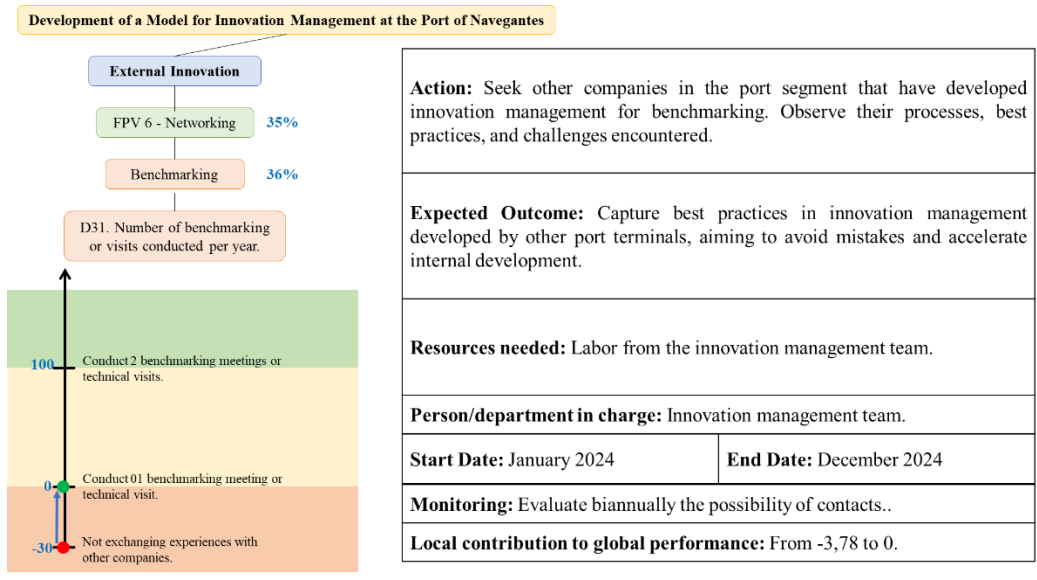 Development of a Model for Innovation Management at the Port of Navegantes
External Innovation
FPV 6 - Networking
35%
Benchmarking
36%
D31. Number of benchmarking
or visits conducted per year.
100
Conduct 2 benchmarking meetings or
technical visits.
0
Conduct 01 benchmarking meeting or
technical visit.
-30
Not exchanging experiences with
other companies.
Action: Seek other companies in the port segment that have developed
innovation management for benchmarking. Observe their processes, best
practices, and challenges encountered.
Expected Outcome: Capture best practices in innovation management
developed by other port terminals, aiming to avoid mistakes and accelerate
internal development.
Resources needed: Labor from the innovation management team.
Person/department in charge: Innovation management team.
Start Date: January 2024
End Date: December 2024
Monitoring: Evaluate biannually the possibility of contacts..
Local contribution to global performance: From -3,78 to 0.